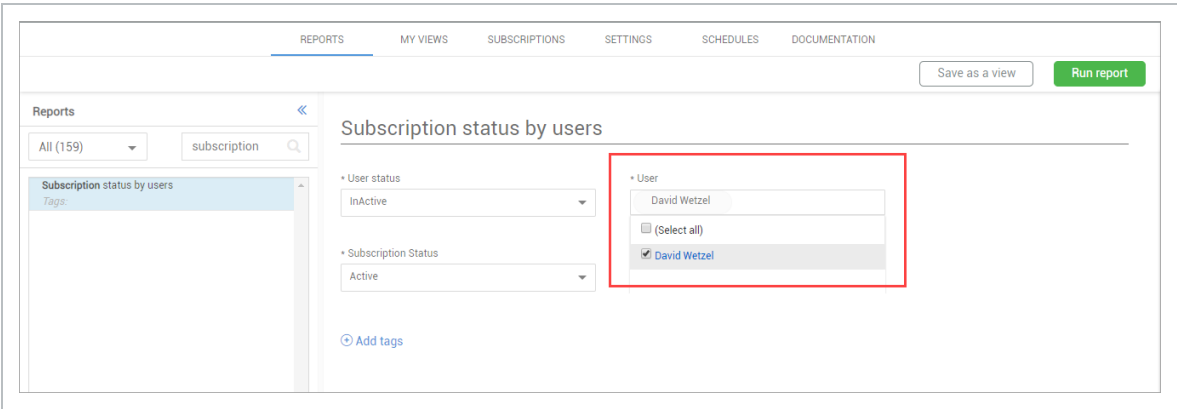 REPORTS MY VIEWS SUBSCRIPTIONS SETTINGS SCHEDULES DOCUMENTATION
Save as a view Run report
Reports
All (159) subscription
Subscription status by users
Tags:
Subscription status by users
* User status
InActive
* User
David Wetzel
(Select all)
David Wetzel
* Subscription Status
Active
Add tags